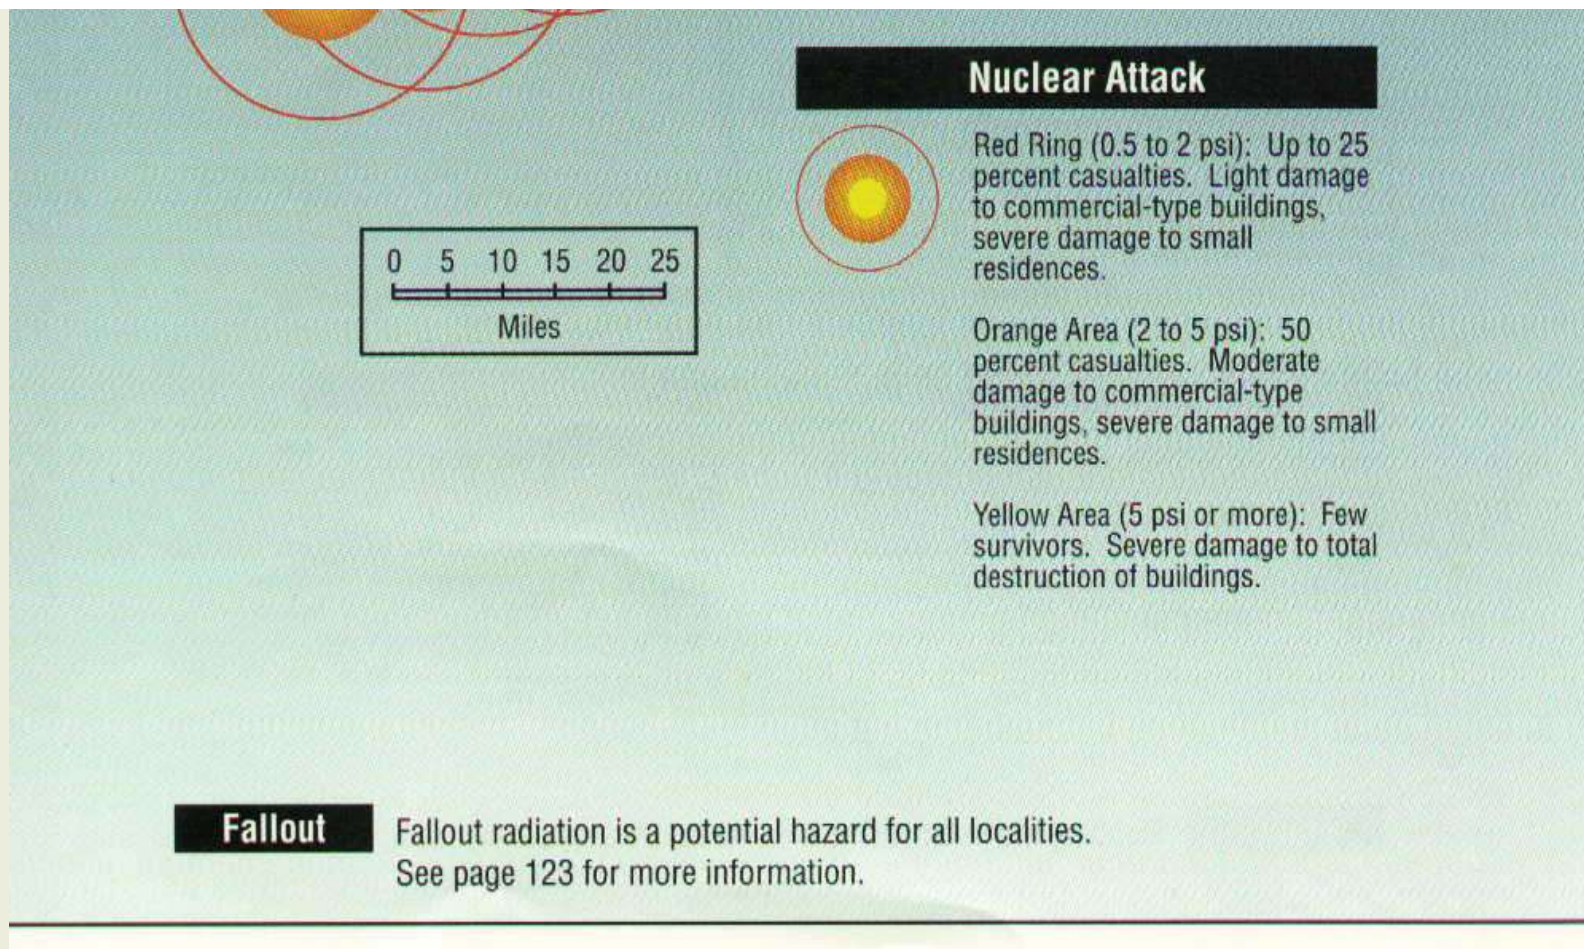 Nuclear Attack
Red Ring (0.5 to 2 psi): Up to 25
percent casualties. Light damage
to commercial-type buildings,
severe damage to small
residences.
0 5 10 15 20 25
Miles
Orange Area (2 to 5 psi): 50
percent casualties. Moderate
damage to commercial-type
buildings, severe damage to small
residences.
Yellow Area (5 psi or more): Few
survivors. Severe damage to total
destruction of buildings.
Fallout
Fallout radiation is a potential hazard for all localities.
See page 123 for more information.